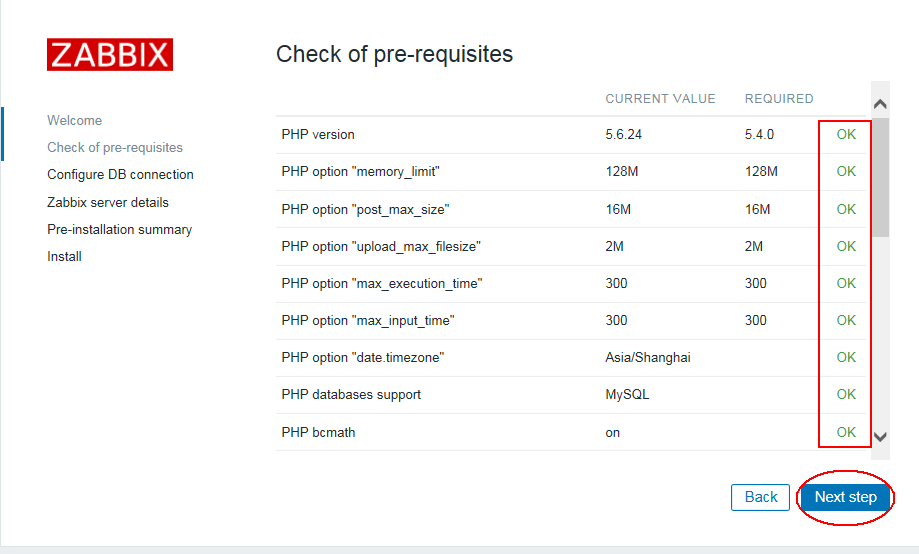 ZABBIX
Check of pre-requisites
Welcome
Check of pre-requisites
Configure DB connection
Zabbix server details
Pre-installation summary
Install
CURRENT VALUE REQUIRED
PHP version 5.6.24 5.4.0 OK
PHP option "memory_limit" 128M 128M OK
PHP option "post_max_size" 16M 16M OK
PHP option "upload_max_filesize" 2M 2M OK
PHP option "max_execution_time" 300 300 OK
PHP option "max_input_time" 300 300 OK
PHP option "date.timezone" Asia/Shanghai OK
PHP databases support MySQL OK
PHP bcmath on OK
Back Next step